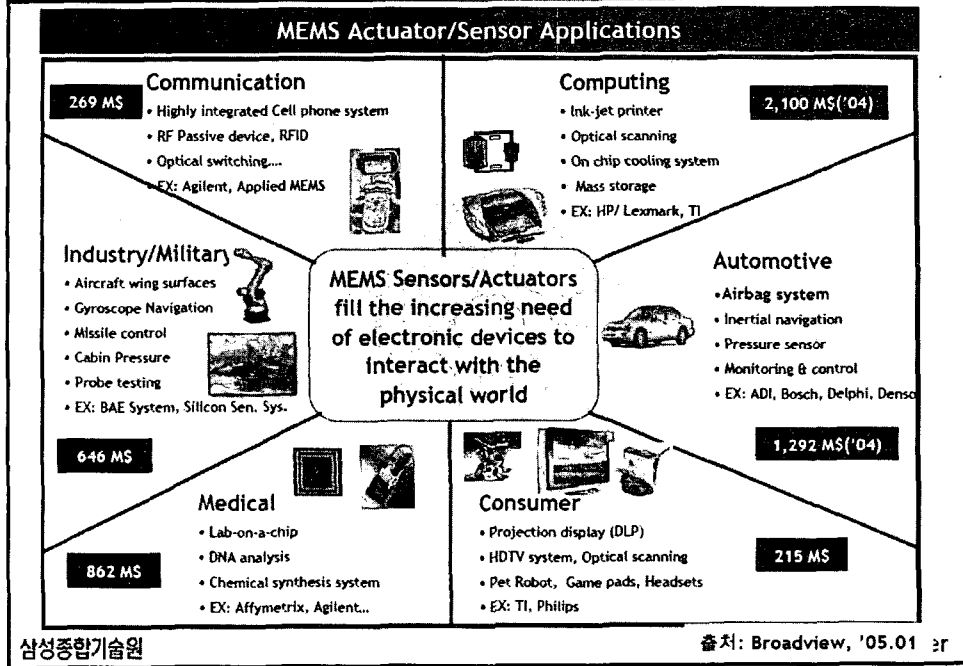 MEMS Actuator/Sensor Applications
Communication
269 M$
• Highly integrated Cell phone system
• RF Passive device, RFID
• Optical switching....
• EX: Agilent, Applied MEMS
Computing
2,100 M$('04)
• Ink-jet printer
• Optical scanning
• On chip cooling system
• Mass storage
• EX: HP/ Lexmark, TI
Industry/Military
• Aircraft wing surfaces
• Gyroscope Navigation
• Missile control
• Cabin Pressure
• Probe testing
• EX: BAE System, Silicon Sen. Sys.
646 M$
MEMS Sensors/Actuators
fill the increasing need
of electronic devices to
interact with the
physical world
Automotive
• Airbag system
• Inertial navigation
• Pressure sensor
• Monitoring & control
• EX: ADI, Bosch, Delphi, Denso
1,292 M$('04)
Medical
• Lab-on-a-chip
• DNA analysis
• Chemical synthesis system
• EX: Affymetrix, Agilent...
862 M$
Consumer
• Projection display (DLP)
• HDTV system, Optical scanning
• Pet Robot, Game pads, Headsets
• EX: TI, Philips
215 M$
삼성종합기술원
출처: Broadview, '05.01
er